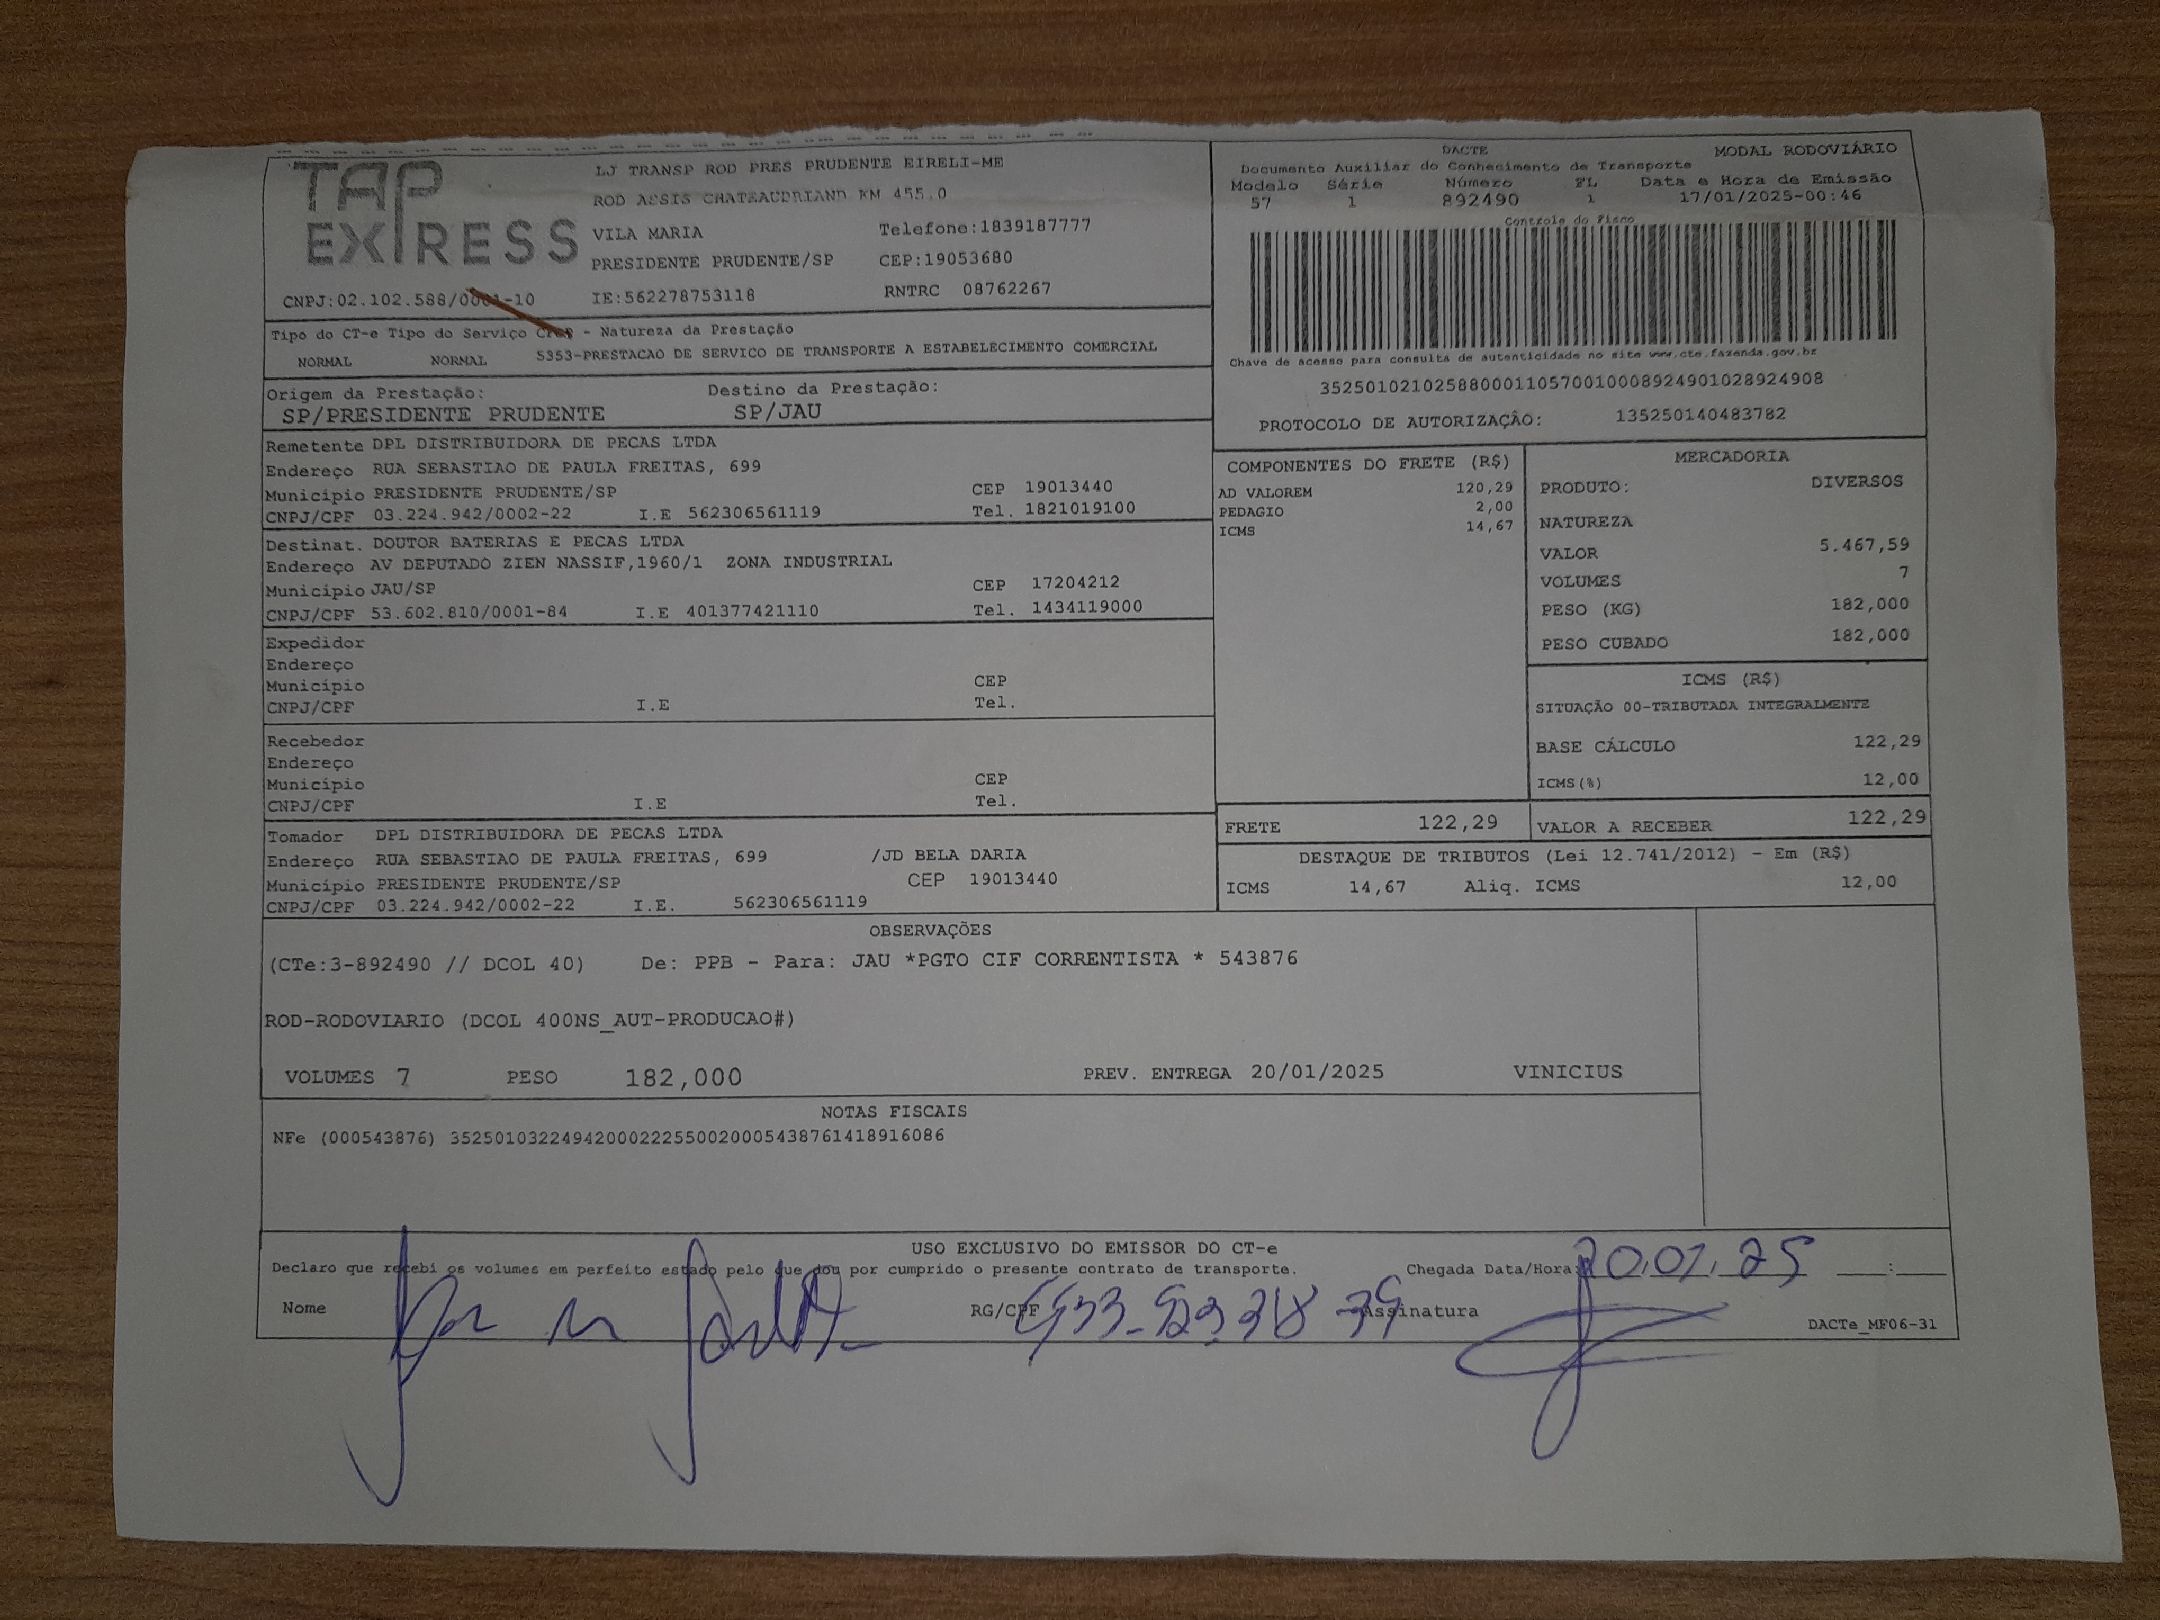 TAP
EXPRESS
CNPJ:02.102.588/0001-10
LJ TRANSP ROD PRES PRUDENTE EIRELI-ME
ROD ASSIS CHATEAUBRIAND KM 455,0
VILA MARIA Telefone:1839187777
PRESIDENTE PRUDENTE/SP CEP:19053680
IE:562278753118 RNTRC 08762267
DACTE MODAL RODOVIÁRIO
Documento Auxiliar do Conhecimento de Transporte
Modelo Série Número FL Data e Hora de Emissão
57 1 892490 1 17/01/2025-00:46
Controle do Fisco
Chave de acesso para consulta de autenticidade no site www.cte.fazenda.gov.br
35250102102588000110570010008924901028924908
PROTOCOLO DE AUTORIZAÇÃO: 135250140483782
Tipo do CT-e Tipo do Serviço CFOP - Natureza da Prestação
NORMAL NORMAL 5353-PRESTACAO DE SERVICO DE TRANSPORTE A ESTABELECIMENTO COMERCIAL
Origem da Prestação: Destino da Prestação:
SP/PRESIDENTE PRUDENTE SP/JAU
Remetente DPL DISTRIBUIDORA DE PECAS LTDA
Endereço RUA SEBASTIAO DE PAULA FREITAS, 699
Município PRESIDENTE PRUDENTE/SP CEP 19013440
CNPJ/CPF 03.224.942/0002-22 I.E 562306561119 Tel. 1821019100
Destinat. DOUTOR BATERIAS E PECAS LTDA
Endereço AV DEPUTADO ZIEN NASSIF,1960/1 ZONA INDUSTRIAL
Município JAU/SP CEP 17204212
CNPJ/CPF 53.602.810/0001-84 I.E 401377421110 Tel. 1434119000
Expedidor
Endereço
Município CEP
CNPJ/CPF I.E Tel.
Recebedor
Endereço
Município CEP
CNPJ/CPF I.E Tel.
Tomador DPL DISTRIBUIDORA DE PECAS LTDA
Endereço RUA SEBASTIAO DE PAULA FREITAS, 699 /JD BELA DARIA
Município PRESIDENTE PRUDENTE/SP CEP 19013440
CNPJ/CPF 03.224.942/0002-22 I.E. 562306561119
COMPONENTES DO FRETE (R$)
AD VALOREM 120,29
PEDAGIO 2,00
ICMS 14,67
MERCADORIA
PRODUTO: DIVERSOS
NATUREZA
VALOR 5.467,59
VOLUMES 7
PESO (KG) 182,000
PESO CUBADO 182,000
ICMS (R$)
SITUAÇÃO 00-TRIBUTADA INTEGRALMENTE
BASE CÁLCULO 122,29
ICMS(%) 12,00
FRETE 122,29 VALOR A RECEBER 122,29
DESTAQUE DE TRIBUTOS (Lei 12.741/2012) - Em (R$)
ICMS 14,67 Aliq. ICMS 12,00
OBSERVAÇÕES
(CTe:3-892490 // DCOL 40) De: PPB - Para: JAU *PGTO CIF CORRENTISTA * 543876
ROD-RODOVIARIO (DCOL 400NS_AUT-PRODUCAO#)
VOLUMES 7 PESO 182,000 PREV. ENTREGA 20/01/2025 VINICIUS
NOTAS FISCAIS
NFe (000543876) 35250103224942000222550020005438761418916086
USO EXCLUSIVO DO EMISSOR DO CT-e
Declaro que recebi os volumes em perfeito estado pelo que dou por cumprido o presente contrato de transporte. Chegada Data/Hora: 20.01.25 :
Nome RG/CPF Assinatura
DACTe_MF06-31